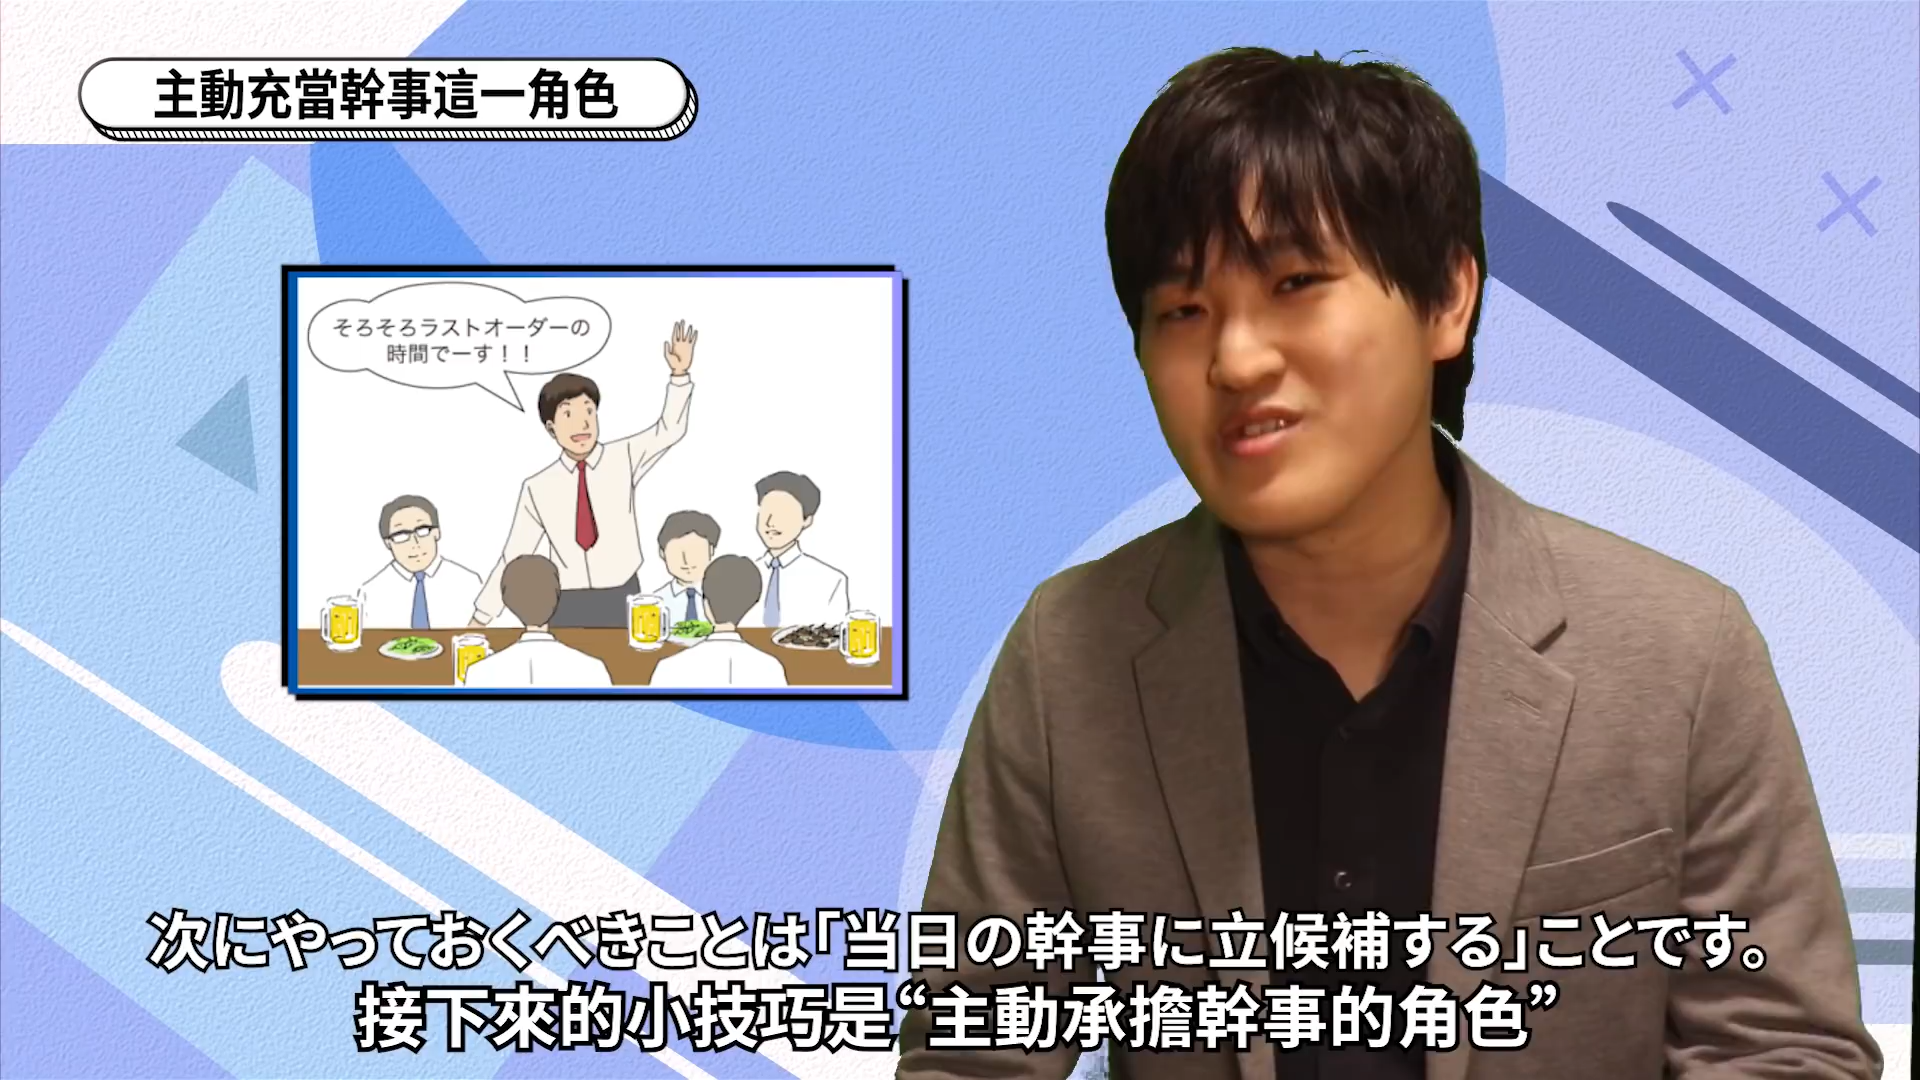 主動充當幹事這一角色
そろそろラストオーダーの
時間でーす！！
次にやっておくべきことは「当日の幹事に立候補する」ことです。
接下來的小技巧是“主動承擔幹事的角色”